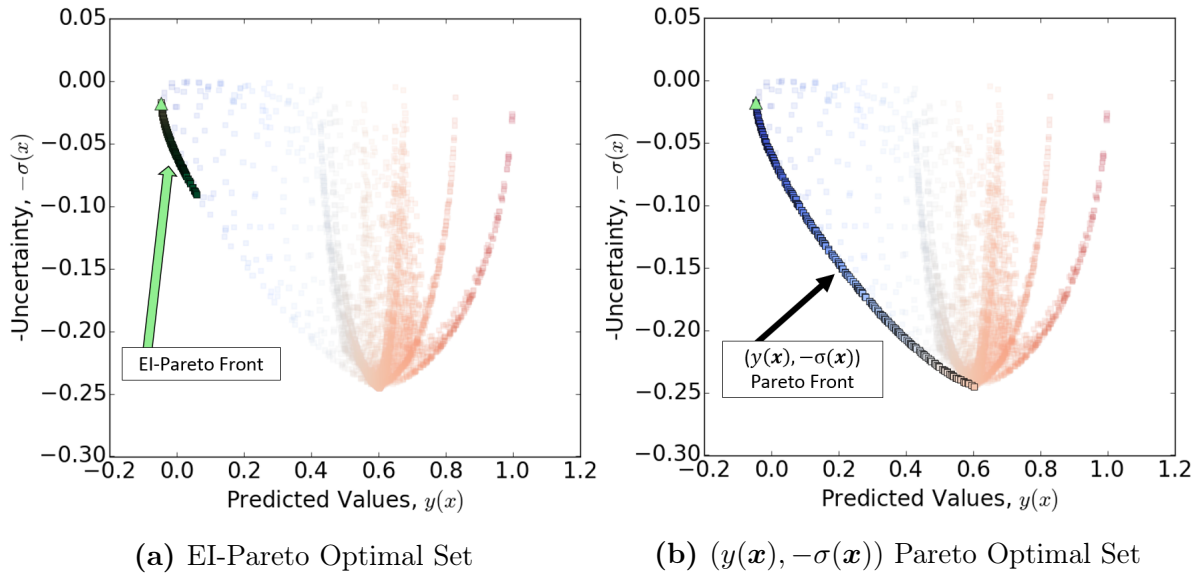 0.05
0.00
−0.05
−0.10
−0.15
−0.20
−0.25
−0.30
-Uncertainty, −σ(x)
EI-Pareto Front
−0.2 0.0 0.2 0.4 0.6 0.8 1.0 1.2
Predicted Values, y(x)
(a) EI-Pareto Optimal Set
0.05
0.00
−0.05
−0.10
−0.15
−0.20
−0.25
−0.30
-Uncertainty, −σ(x)
(y(x), −σ(x))
Pareto Front
−0.2 0.0 0.2 0.4 0.6 0.8 1.0 1.2
Predicted Values, y(x)
(b) (y(x), −σ(x)) Pareto Optimal Set